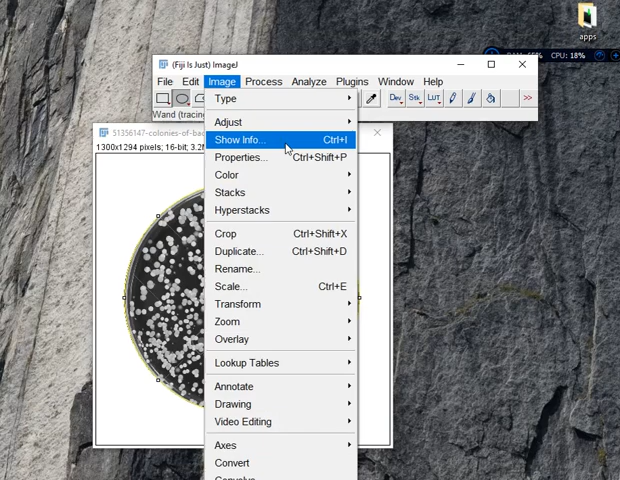 apps
RAM: 65% CPU: 18%
(Fiji Is Just) ImageJ
File Edit Image Process Analyze Plugins Window Help
Dev. Stk. LUT. >>
Wand (tracing
51356147-colonies-of-bac
1300x1294 pixels; 16-bit; 3.2M
Type
Adjust
Show Info... Ctrl+I
Properties... Ctrl+Shift+P
Color
Stacks
Hyperstacks
Crop Ctrl+Shift+X
Duplicate... Ctrl+Shift+D
Rename...
Scale... Ctrl+E
Transform
Zoom
Overlay
Lookup Tables
Annotate
Drawing
Video Editing
Axes
Convert